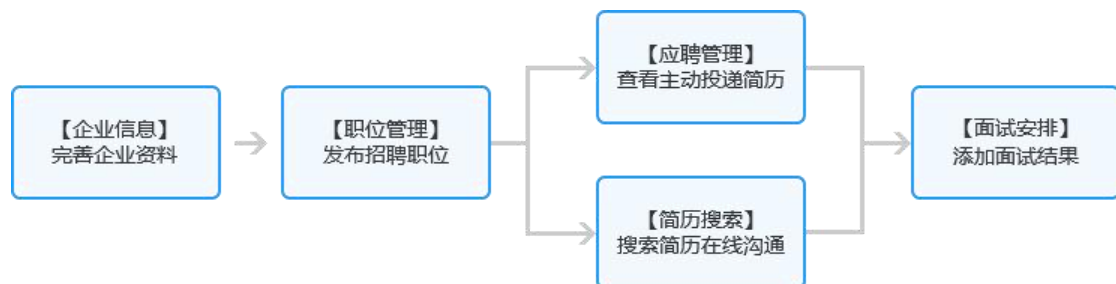 【企业信息】
完善企业资料
【职位管理】
发布招聘职位
【应聘管理】
查看主动投递简历
【简历搜索】
搜索简历在线沟通
【面试安排】
添加面试结果